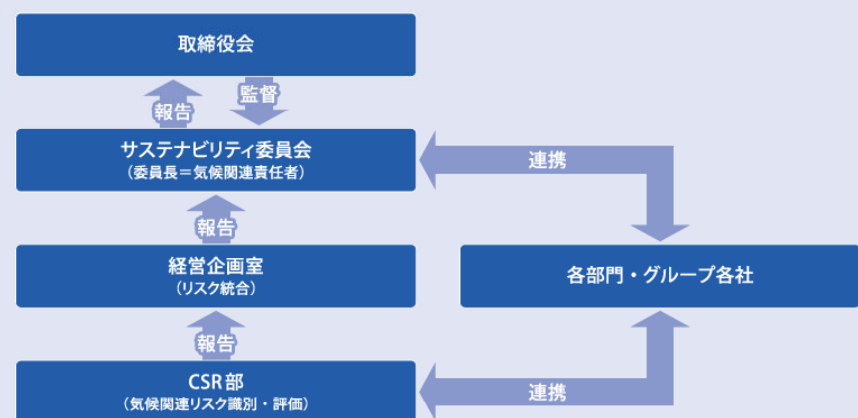 取締役会
報告
監督
サステナビリティ委員会
（委員長＝気候関連責任者）
連携
報告
経営企画室
（リスク統合）
各部門・グループ各社
報告
CSR部
（気候関連リスク識別・評価）
連携